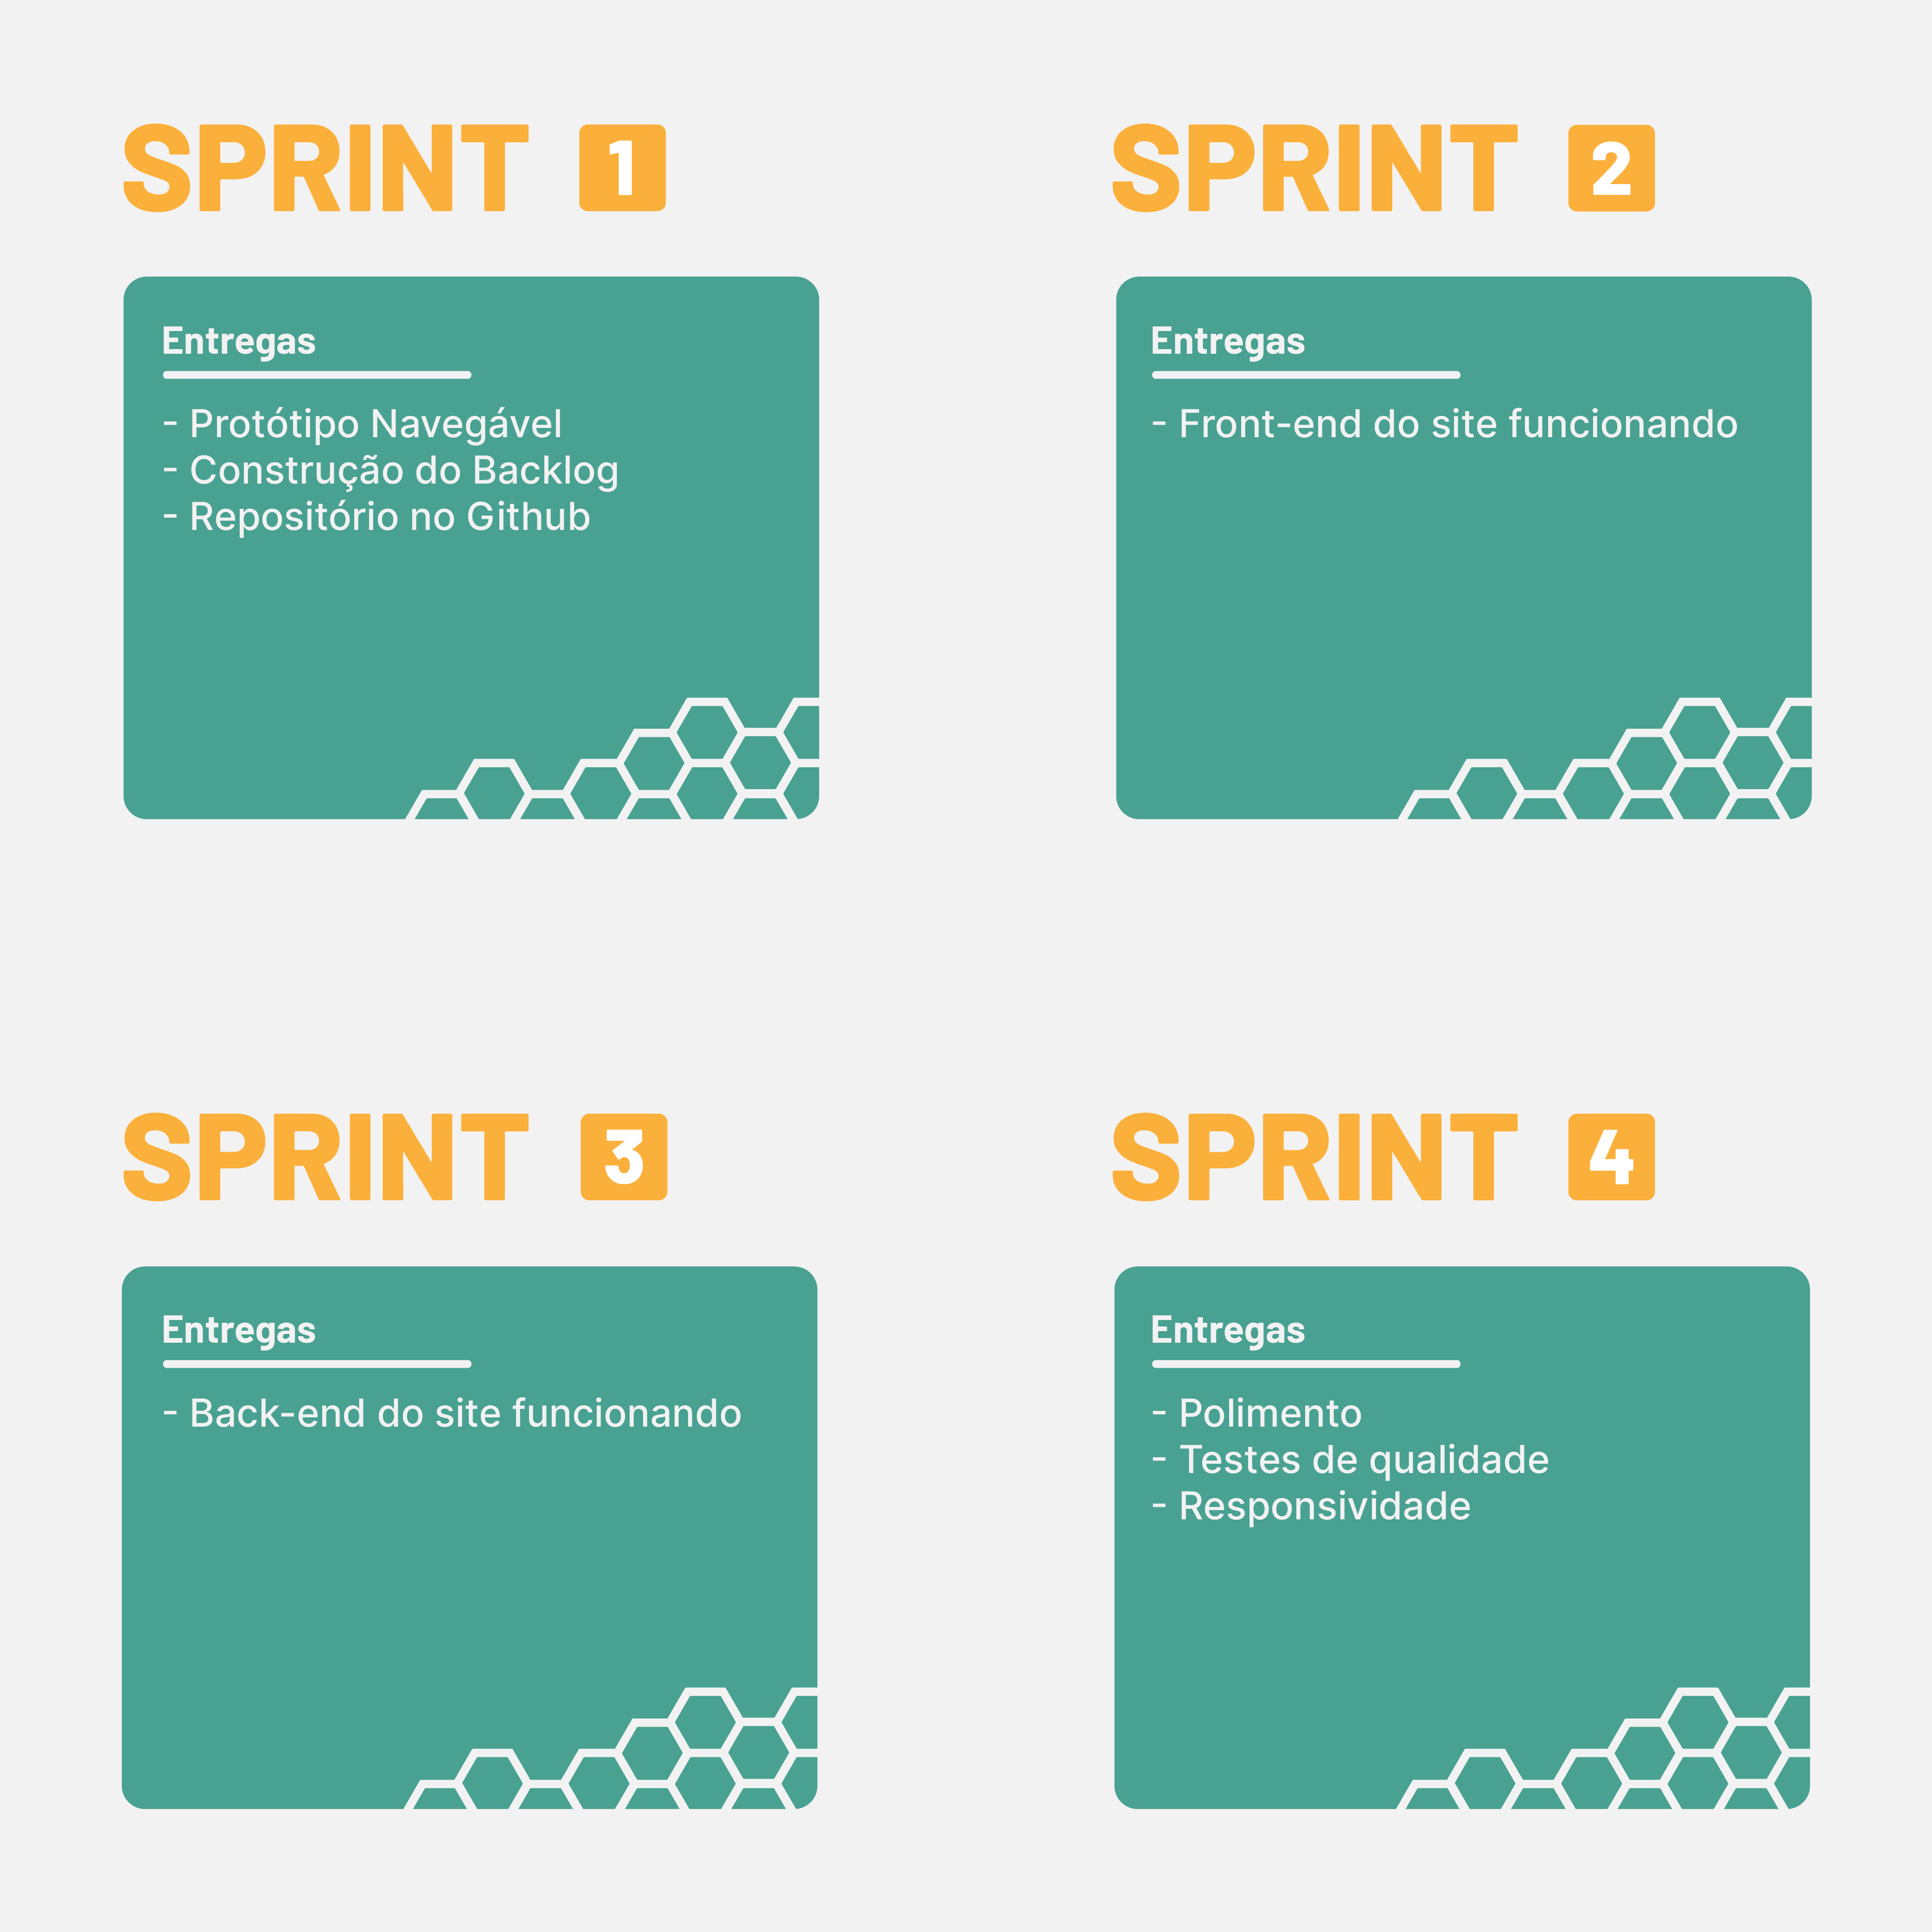 SPRINT 1
Entregas
- Protótipo Navegável
- Construção do Backlog
- Repositório no Github
SPRINT 2
Entregas
- Front-end do site funcionando
SPRINT 3
Entregas
- Back-end do site funcionando
SPRINT 4
Entregas
- Polimento
- Testes de qualidade
- Responsividade